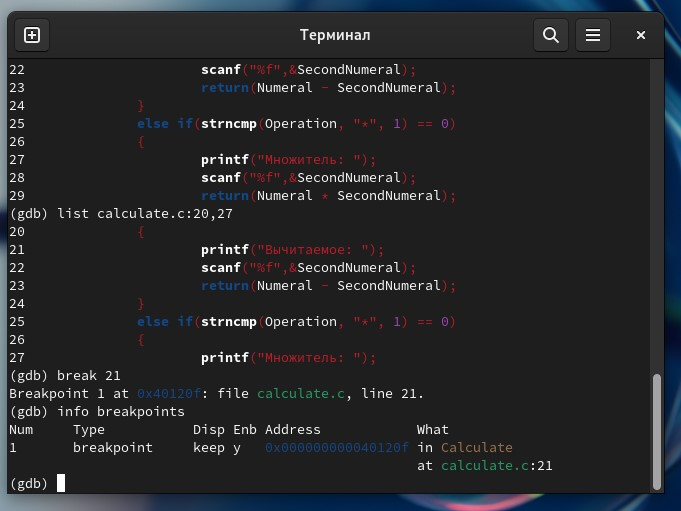 Терминал
22                      scanf("%f",&SecondNumeral);
23                      return(Numeral - SecondNumeral);
24              }
25              else if(strncmp(Operation, "*", 1) == 0)
26              {
27                      printf("Множитель: ");
28                      scanf("%f",&SecondNumeral);
29                      return(Numeral * SecondNumeral);
(gdb) list calculate.c:20,27
20              {
21                      printf("Вычитаемое: ");
22                      scanf("%f",&SecondNumeral);
23                      return(Numeral - SecondNumeral);
24              }
25              else if(strncmp(Operation, "*", 1) == 0)
26              {
27                      printf("Множитель: ");
(gdb) break 21
Breakpoint 1 at 0x40120f: file calculate.c, line 21.
(gdb) info breakpoints
Num     Type           Disp Enb Address            What
1       breakpoint     keep y   0x000000000040120f in Calculate
                                                   at calculate.c:21
(gdb)